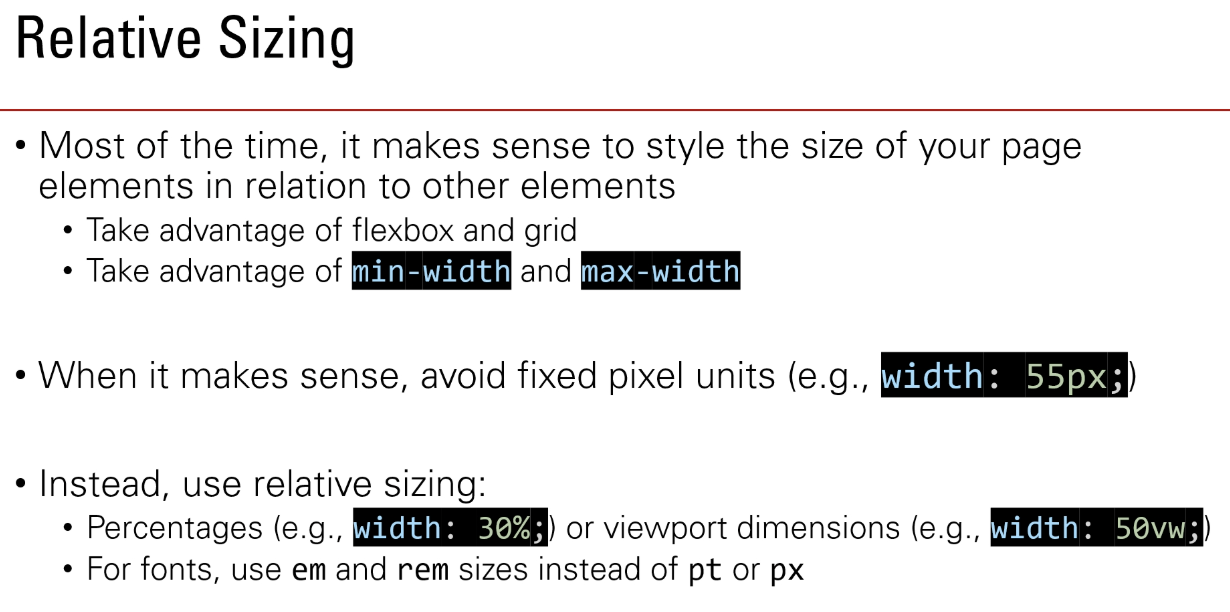 Relative Sizing
• Most of the time, it makes sense to style the size of your page
elements in relation to other elements
• Take advantage of flexbox and grid
• Take advantage of min-width and max-width
• When it makes sense, avoid fixed pixel units (e.g., width: 55px;)
• Instead, use relative sizing:
• Percentages (e.g., width: 30%;) or viewport dimensions (e.g., width: 50vw;)
• For fonts, use em and rem sizes instead of pt or px